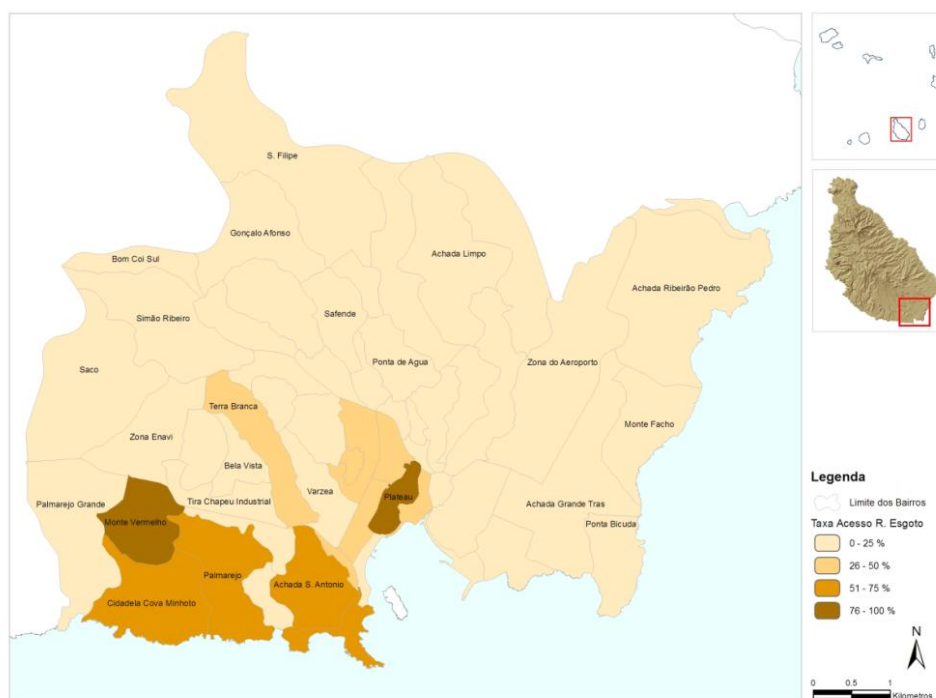 S. Filipe
Gonçalo Afonso
Achada Limpo
Bom Coi Sul
Achada Ribeirão Pedro
Safende
Simão Ribeiro
Ponta de Agua
Zona do Aeroporto
Saco
Terra Branca
Monte Facho
Zona Enavi
Bela Vista
Varzea
Plateau
Palmarejo Grande
Tira Chapeu Industrial
Achada Grande Tras
Monte Vermelho
Ponta Bicuda
Palmarejo
Achada S. Antonio
Cidadela Cova Minhoto
Legenda
Limite dos Bairros
Taxa Acesso R. Esgoto
0 - 25 %
26 - 50 %
51 - 75 %
76 - 100 %
N
0 0.5 1
Kilometros